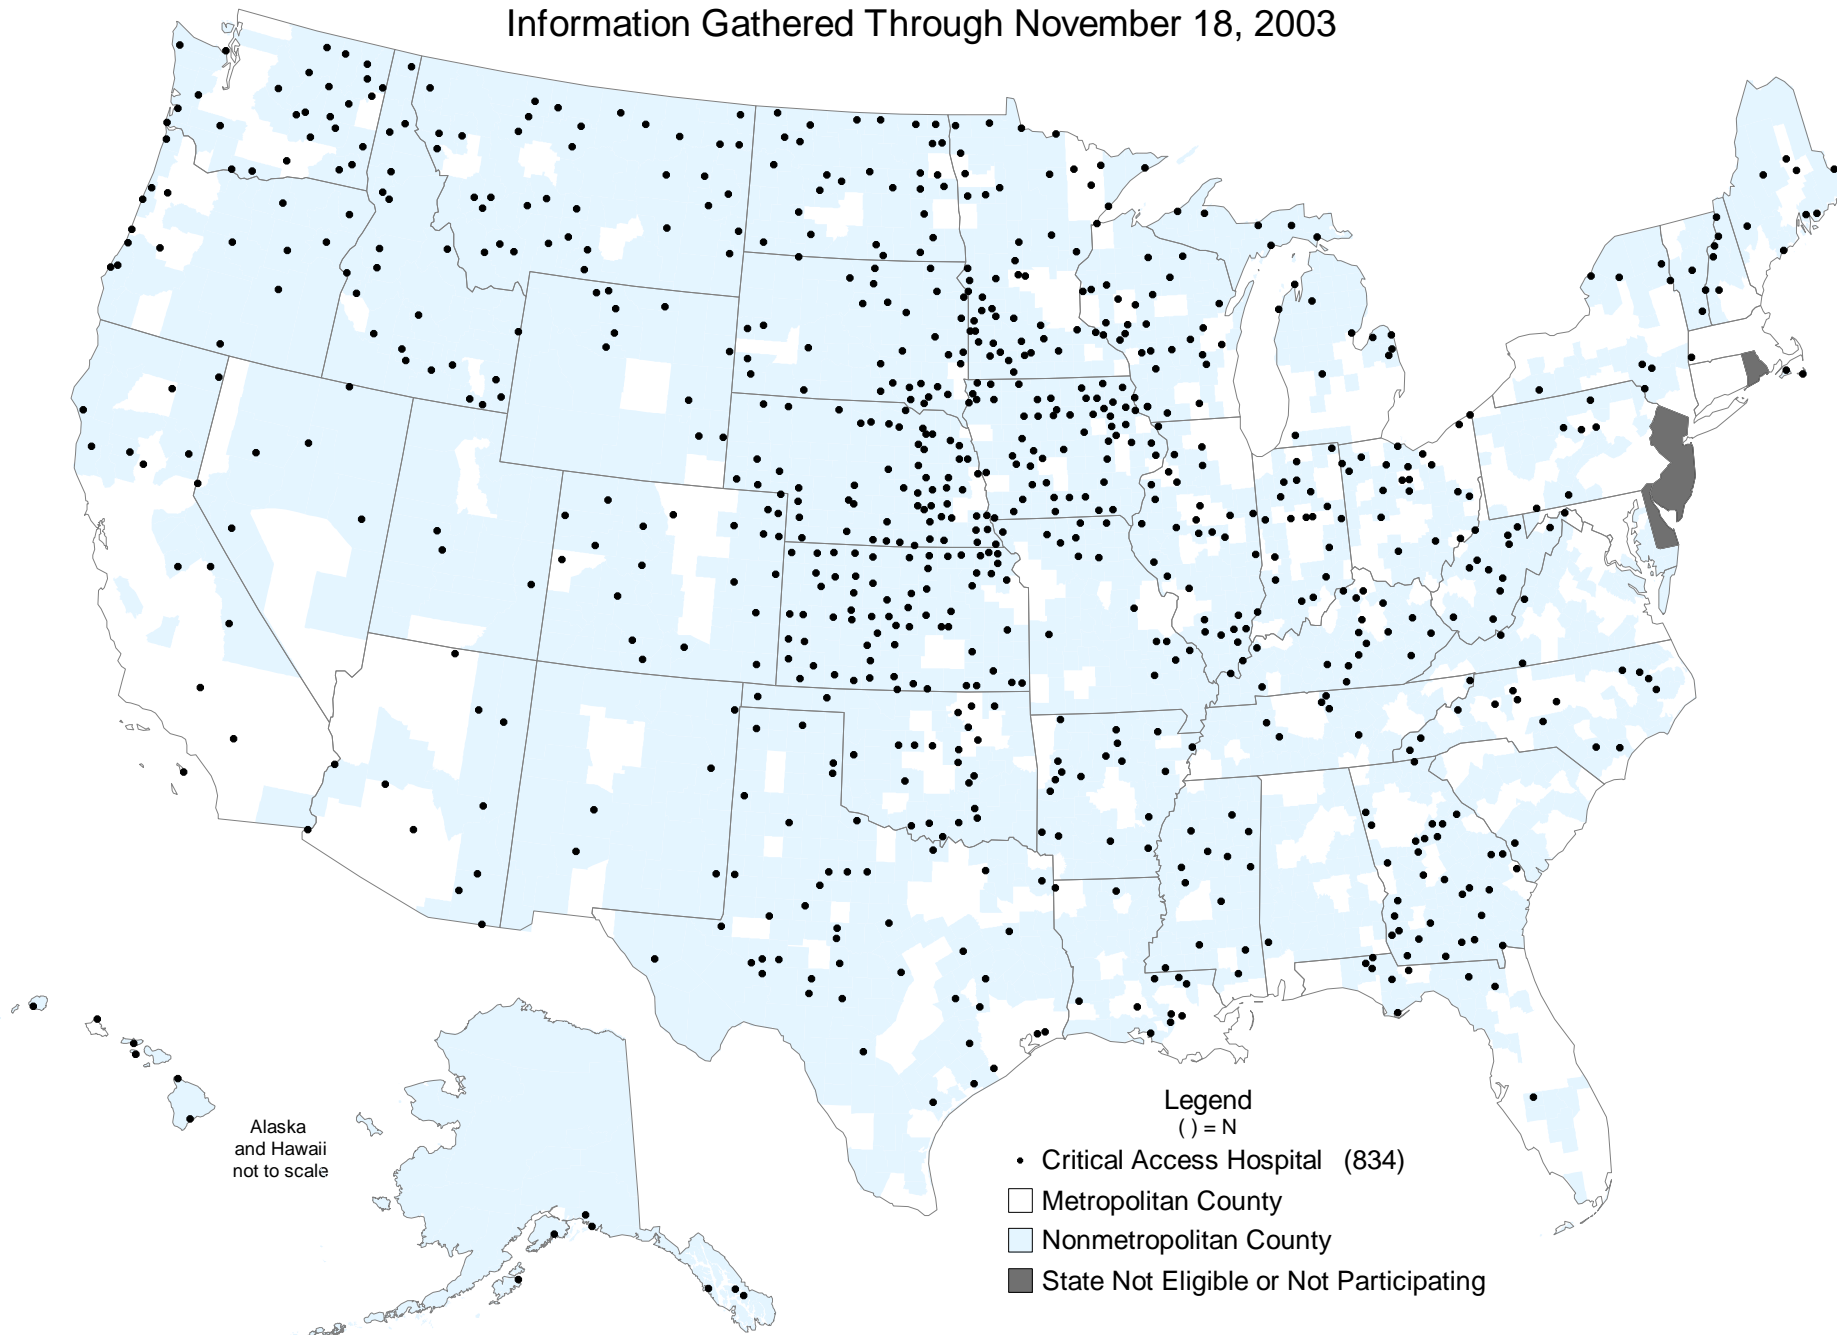 Information Gathered Through November 18, 2003
Alaska
and Hawaii
not to scale
Legend
( ) = N
Critical Access Hospital (834)
Metropolitan County
Nonmetropolitan County
State Not Eligible or Not Participating